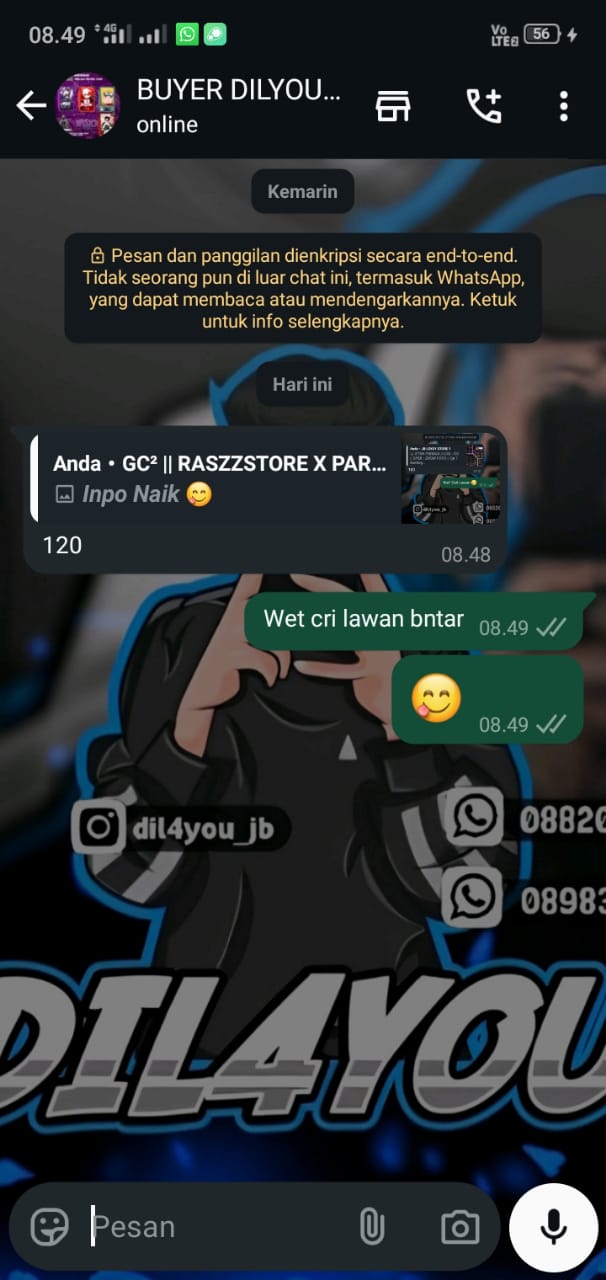 08.49
4G
Vo
LTE2
56
BUYER DILYOU...
online
Kemarin
Pesan dan panggilan dienkripsi secara end-to-end.
Tidak seorang pun di luar chat ini, termasuk WhatsApp,
yang dapat membaca atau mendengarkannya. Ketuk
untuk info selengkapnya.
Hari ini
Anda • GC² || RASZZSTORE X PAR...
Inpo Naik 😋
120
08.48
Wet cri lawan bntar
08.49
😋
08.49
dil4you_jb
08820
08983
DIL4YOU
Pesan